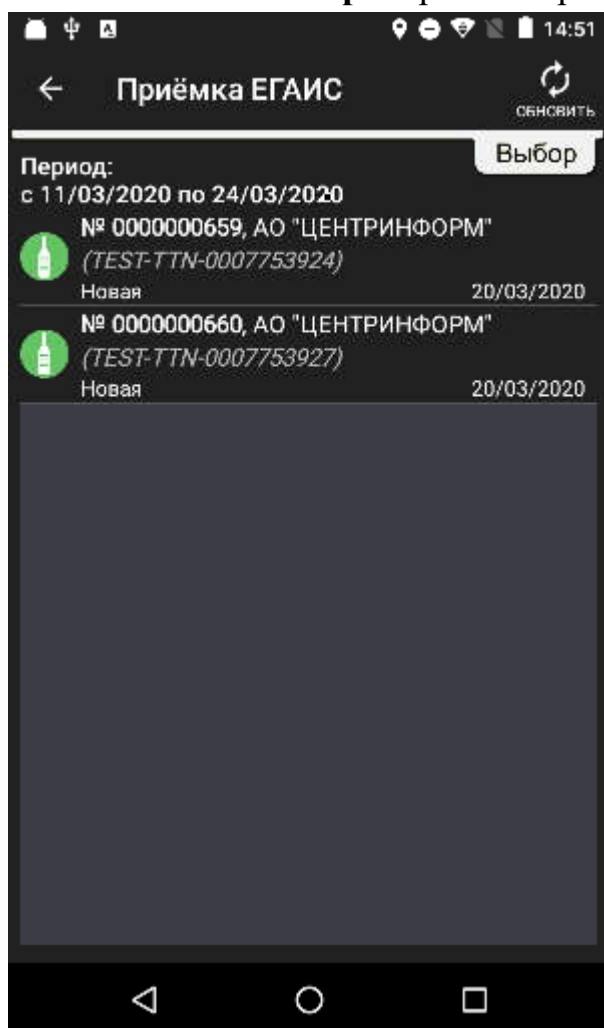 14:51
Приёмка ЕГАИС
ОБНОВИТЬ
Выбор
Период:
с 11/03/2020 по 24/03/2020
№ 0000000659, АО "ЦЕНТРИНФОРМ"
(TEST-TTN-0007753924)
Новая 20/03/2020
№ 0000000660, АО "ЦЕНТРИНФОРМ"
(TEST-TTN-0007753927)
Новая 20/03/2020